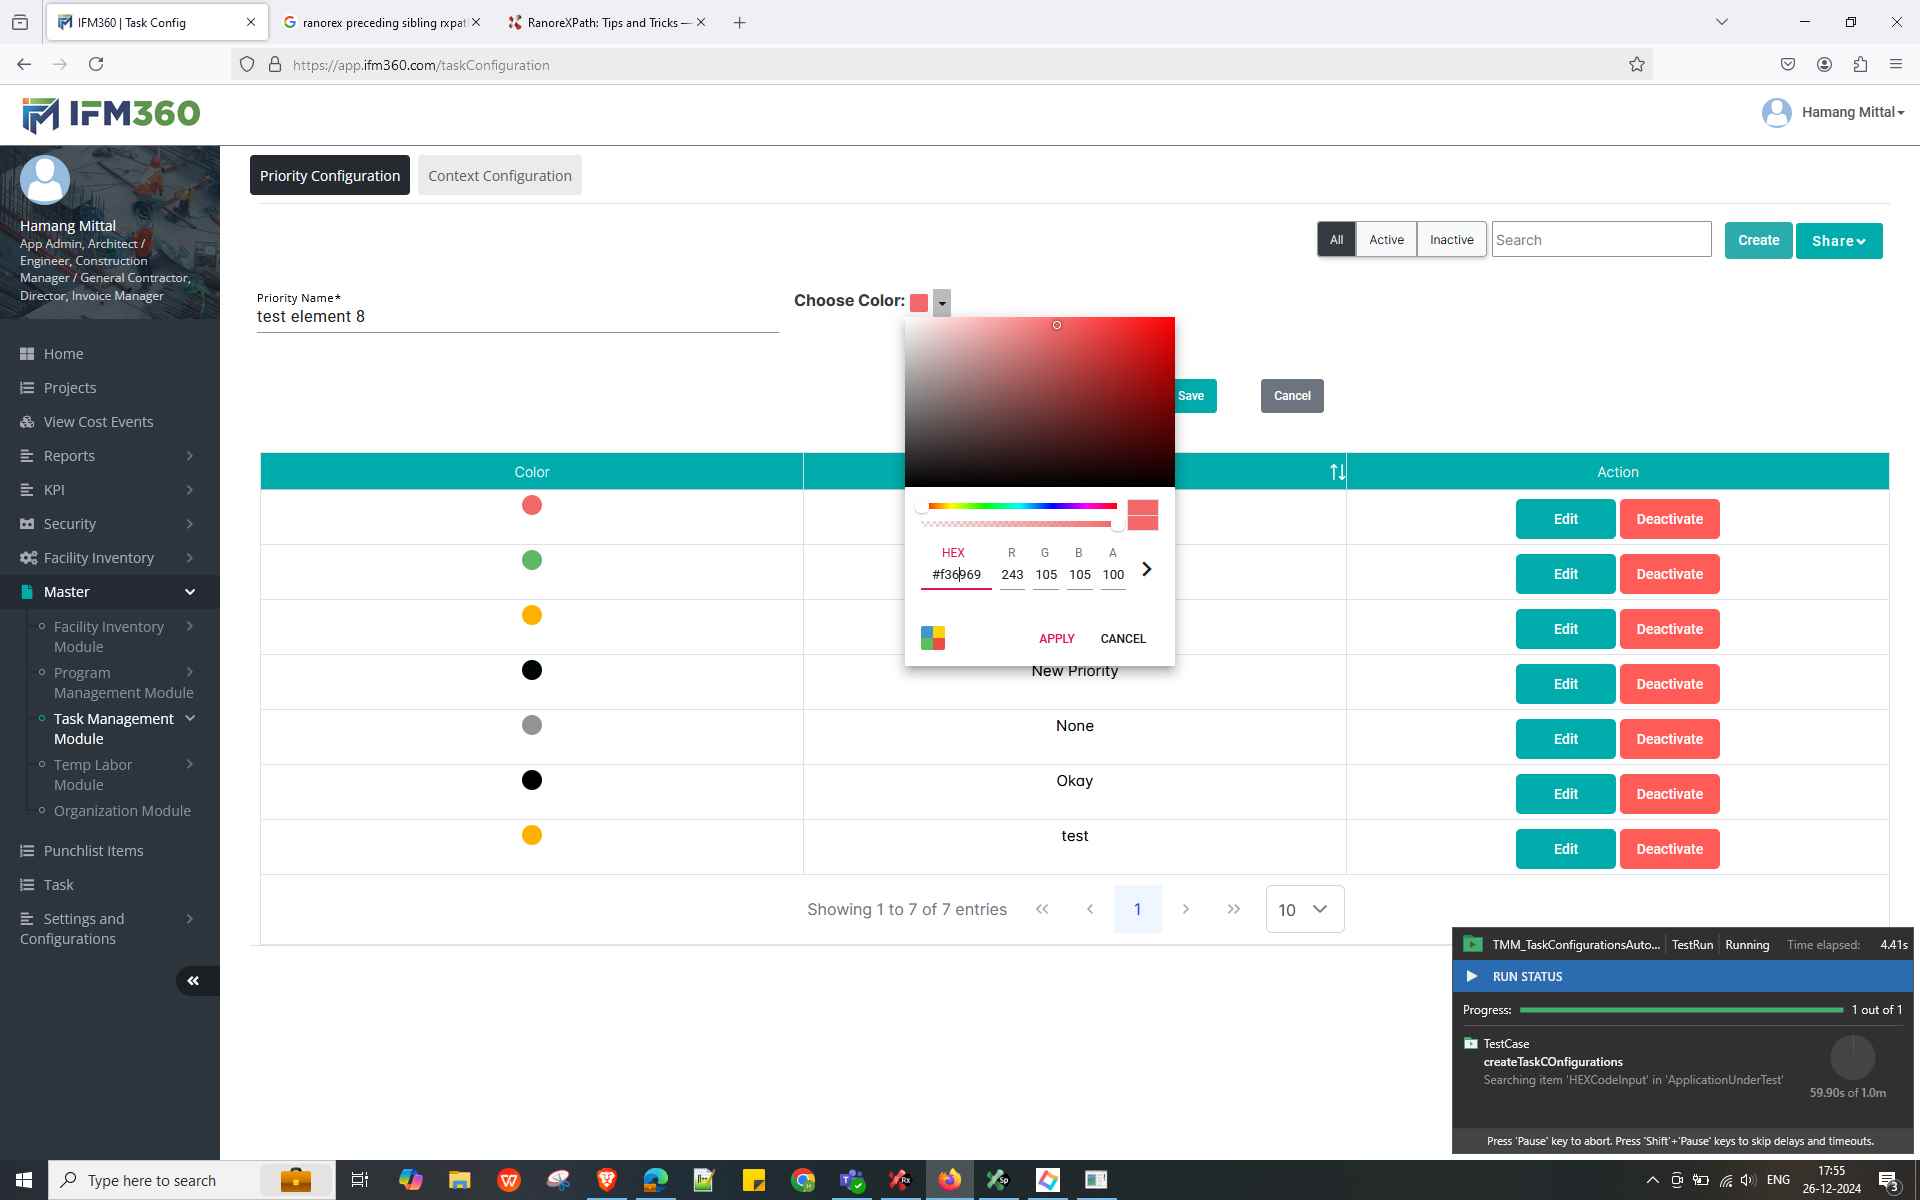 IFM360 | Task Config
ranorex preceding sibling rxpat
RanoreXPath: Tips and Tricks —
https://app.ifm360.com/taskConfiguration
IFM360
Hamang Mittal
Hamang Mittal
App Admin, Architect /
Engineer, Construction
Manager / General Contractor,
Director, Invoice Manager
Home
Projects
View Cost Events
Reports
KPI
Security
Facility Inventory
Master
Facility Inventory
Module
Program
Management Module
Task Management
Module
Temp Labor
Module
Organization Module
Punchlist Items
Task
Settings and
Configurations
Priority Configuration
Context Configuration
All
Active
Inactive
Search
Create
Share
Priority Name*
test element 8
Choose Color:
Save
Cancel
HEX
R
G
B
A
#f36969
243
105
105
100
APPLY
CANCEL
Color
Action
Edit
Deactivate
Edit
Deactivate
Edit
Deactivate
New Priority
Edit
Deactivate
None
Edit
Deactivate
Okay
Edit
Deactivate
test
Edit
Deactivate
Showing 1 to 7 of 7 entries
1
10
TMM_TaskConfigurationsAuto...
TestRun
Running
Time elapsed:
4.41s
RUN STATUS
Progress:
1 out of 1
TestCase
createTaskCOnfigurations
Searching item 'HEXCodeInput' in 'ApplicationUnderTest'
59.90s of 1.0m
Press 'Pause' key to abort. Press 'Shift'+'Pause' keys to skip delays and timeouts.
Type here to search
ENG
17:55
26-12-2024
3